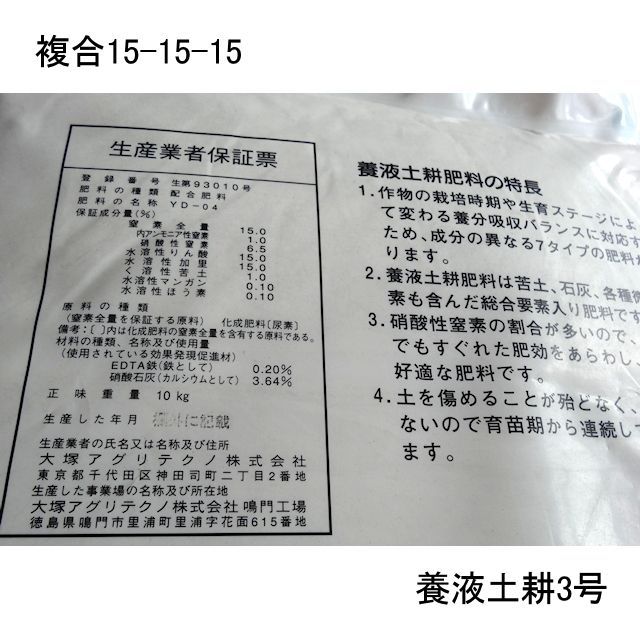 複合15-15-15
生産業者保証票
登録番号 生第93010号
肥料の種類 配合肥料
肥料の名称 YD-04
保証成分量(%)
窒素全量 15.0
内アンモニア性窒素 1.0
硝酸性窒素 6.5
水溶性りん酸 15.0
水溶性加里 15.0
く溶性苦土 1.0
水溶性マンガン 0.10
水溶性ほう素 0.10
原料の種類
(窒素全量を保証する原料) 化成肥料〔尿素〕
備考:〔 〕内は化成肥料の窒素全量を含有する原料である。
材料の種類、名称及び使用量
(使用されている効果発現促進材)
EDTA鉄(鉄として) 0.20%
硝酸石灰(カルシウムとして) 3.64%
正味重量 10kg
生産した年月 欄外に記載
生産業者の氏名又は名称及び住所
大塚アグリテクノ株式会社
東京都千代田区神田司町二丁目2番地
生産した事業場の名称及び所在地
大塚アグリテクノ株式会社鳴門工場
徳島県鳴門市里浦町里浦字花面615番地
養液土耕肥料の特長
1.作物の栽培時期や生育ステージによ
て変わる養分吸収バランスに対応す
ため、成分の異なる7タイプの肥料が
ります。
2.養液土耕肥料は苦土、石灰、各種微
素も含んだ総合要素入り肥料です
3.硝酸性窒素の割合が多いので、
でもすぐれた肥効をあらわし、
好適な肥料です。
4.土を傷めることが殆どなく、
ないので育苗期から連続して
ます。
養液土耕3号